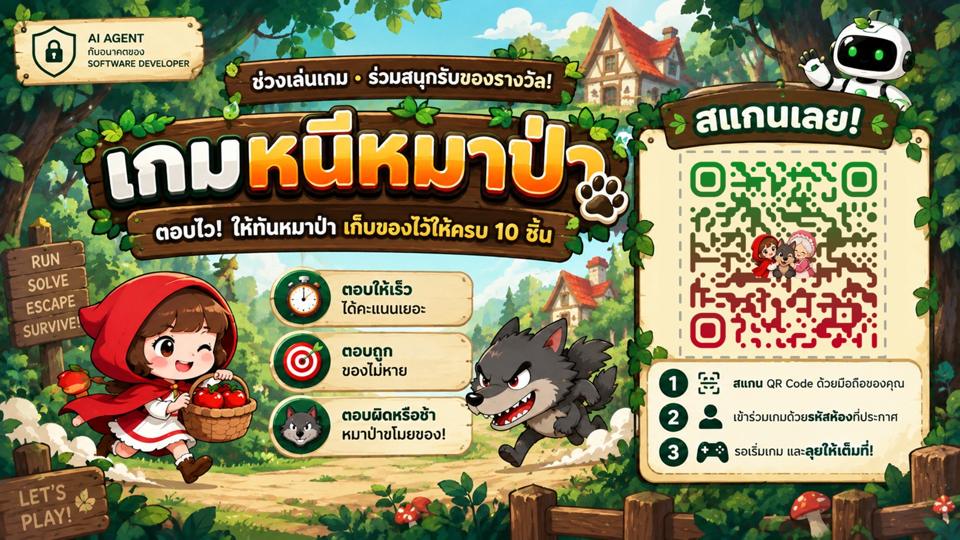 AI AGENT
กับอนาคตของ
SOFTWARE DEVELOPER
ช่วงเล่นเกม • ร่วมสนุกรับของรางวัล!
เกมหนีหมาป่า
ตอบไว! ให้ทันหมาป่า เก็บของไว้ให้ครบ 10 ชิ้น
RUN
SOLVE
ESCAPE
SURVIVE!
ตอบให้เร็ว
ได้คะแนนเยอะ
ตอบถูก
ของไม่หาย
ตอบผิดหรือช้า
หมาป่าขโมยของ!
LET'S
PLAY!
สแกนเลย!
1 สแกน QR Code ด้วยมือถือของคุณ
2 เข้าร่วมเกมด้วยรหัสห้องที่ประกาศ
3 รอเริ่มเกม และลุยให้เต็มที่!